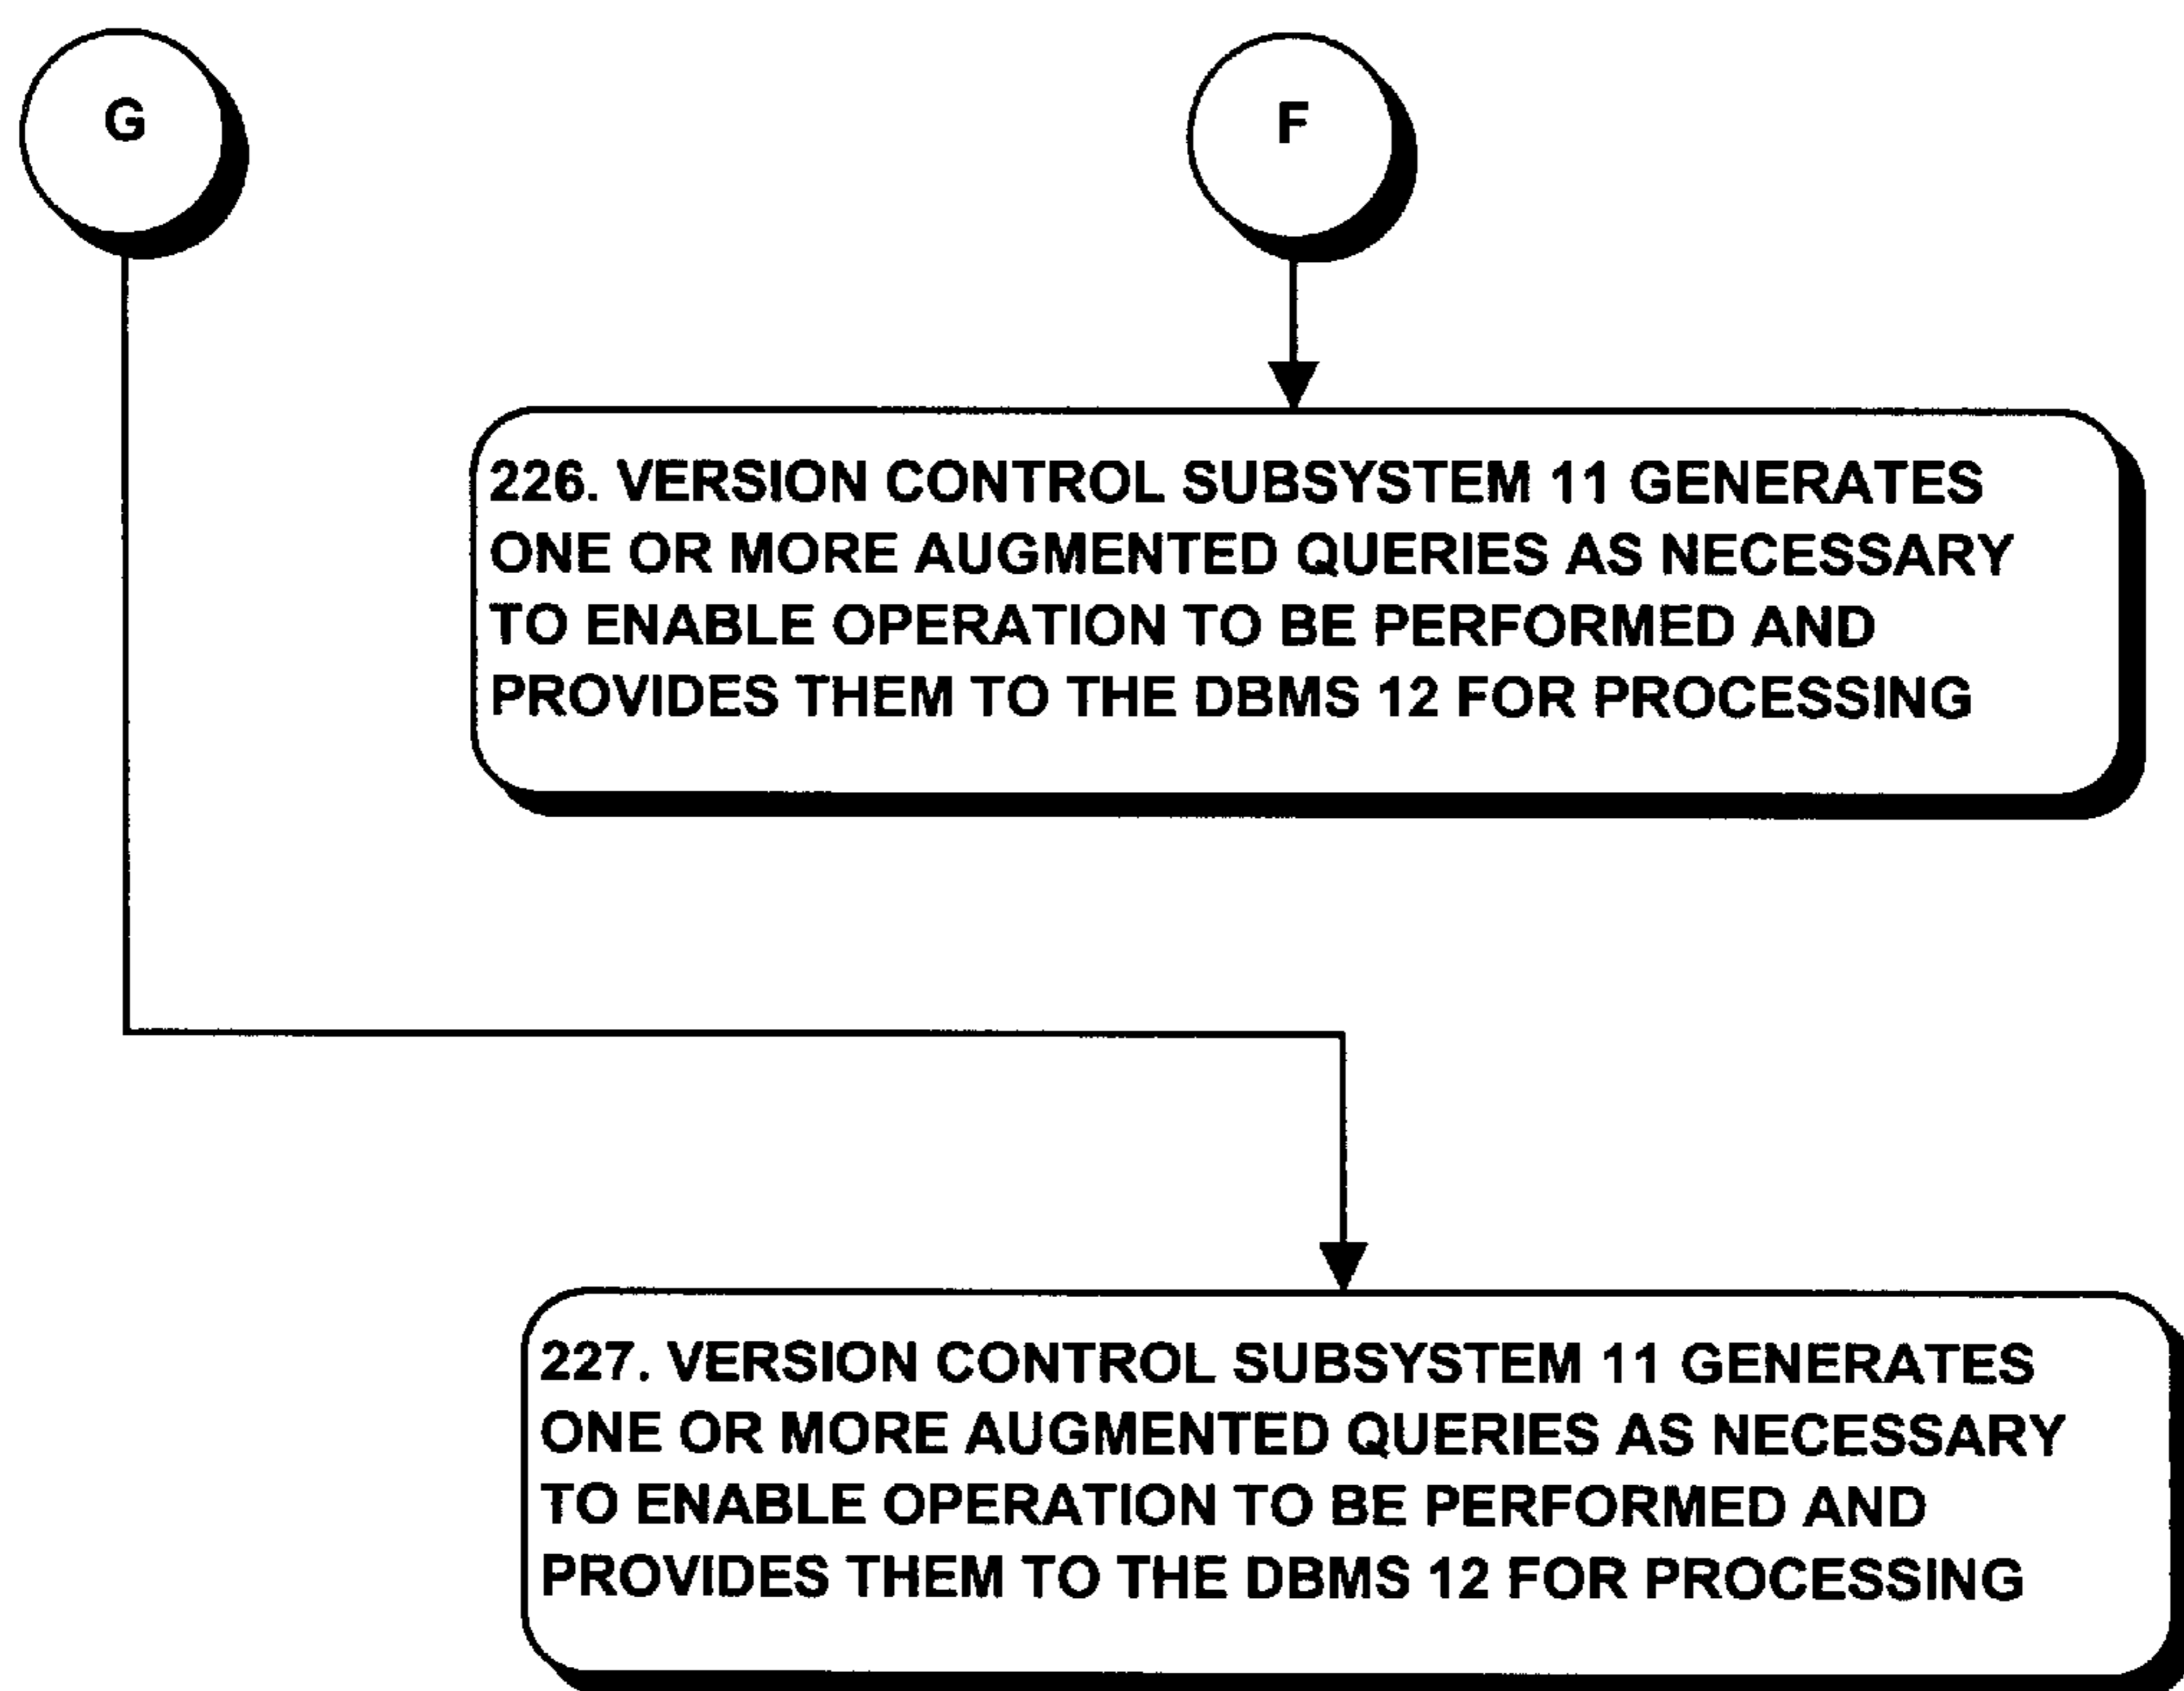 G
F
226. VERSION CONTROL SUBSYSTEM 11 GENERATES
ONE OR MORE AUGMENTED QUERIES AS NECESSARY
TO ENABLE OPERATION TO BE PERFORMED AND
PROVIDES THEM TO THE DBMS 12 FOR PROCESSING
227. VERSION CONTROL SUBSYSTEM 11 GENERATES
ONE OR MORE AUGMENTED QUERIES AS NECESSARY
TO ENABLE OPERATION TO BE PERFORMED AND
PROVIDES THEM TO THE DBMS 12 FOR PROCESSING